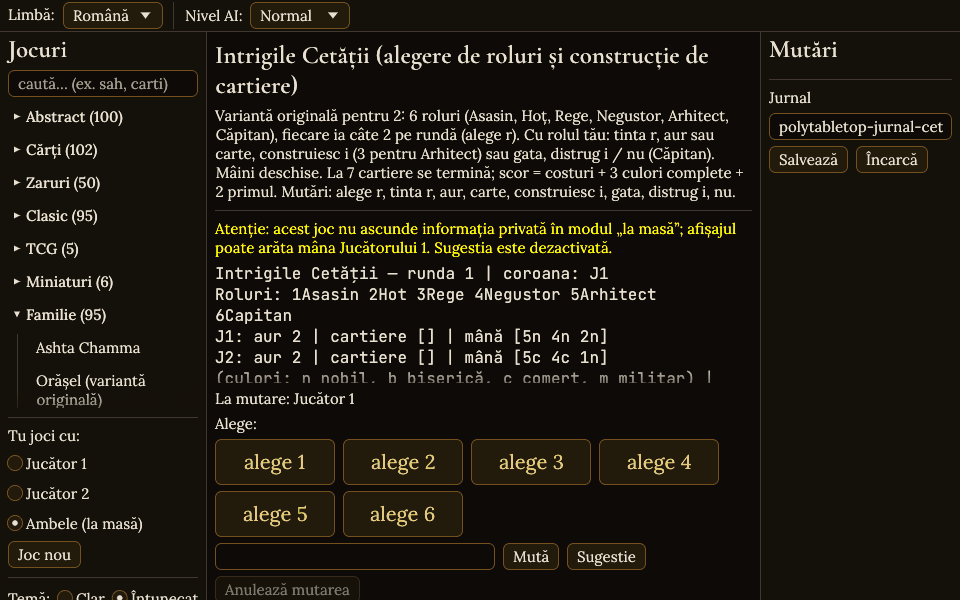 Limbă: Română ▼ Nivel AI: Normal ▼
Jocuri
caută... (ex. sah, carti)
▸ Abstract (100)
▸ Cărți (102)
▸ Zaruri (50)
▸ Clasic (95)
▸ TCG (5)
▸ Miniaturi (6)
▾ Familie (95)
Ashta Chamma
Orășel (variantă
originală)
Tu joci cu:
Jucător 1
Jucător 2
Ambele (la masă)
Joc nou
Temă: Clar Întunecat
Intrigile Cetății (alegere de roluri și construcție de
cartiere)
Variantă originală pentru 2: 6 roluri (Asasin, Hoț, Rege, Negustor, Arhitect,
Căpitan), fiecare ia câte 2 pe rundă (alege r). Cu rolul tău: tinta r, aur sau
carte, construiesc i (3 pentru Arhitect) sau gata, distrug i / nu (Căpitan).
Mâini deschise. La 7 cartiere se termină; scor = costuri + 3 culori complete +
2 primul. Mutări: alege r, tinta r, aur, carte, construiesc i, gata, distrug i, nu.
Atenție: acest joc nu ascunde informația privată în modul „la masă”; afișajul
poate arăta mâna Jucătorului 1. Sugestia este dezactivată.
Intrigile Cetății — runda 1 | coroana: J1
Roluri: 1Asasin 2Hot 3Rege 4Negustor 5Arhitect
6Capitan
J1: aur 2 | cartiere [] | mână [5n 4n 2n]
J2: aur 2 | cartiere [] | mână [5c 4c 1n]
(culori: n nobil, b biserică, c comerț, m militar) |
La mutare: Jucător 1
Alege:
alege 1 alege 2 alege 3 alege 4
alege 5 alege 6
Mută Sugestie
Anulează mutarea
Mutări
Jurnal
polytabletop-jurnal-cet
Salvează Încarcă